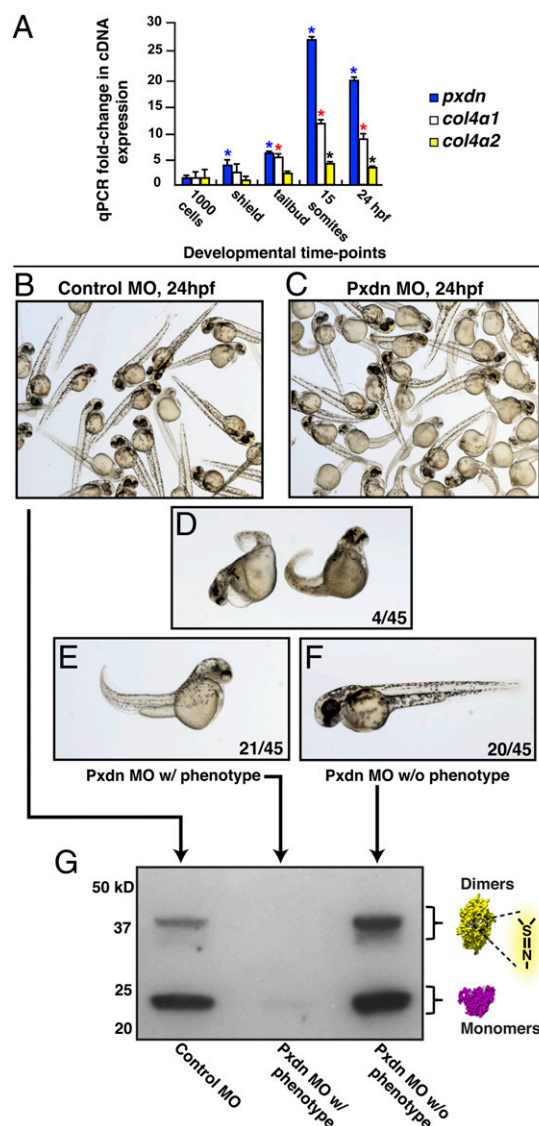 A
qPCR fold-change in cDNA
expression
30
25
20
15
10
5
0
* * * * * * * * *
pxdn
col4a1
col4a2
1000
cells
shield
tailbud
15
somites
24 hpf
Developmental time-points
B Control MO, 24hpf
C Pxdn MO, 24hpf
D
4/45
E
21/45
F
20/45
Pxdn MO w/ phenotype
Pxdn MO w/o phenotype
G
50 kD
37
25
20
Dimers
S
N
Monomers
Control MO
Pxdn MO w/
phenotype
Pxdn MO w/o
phenotype